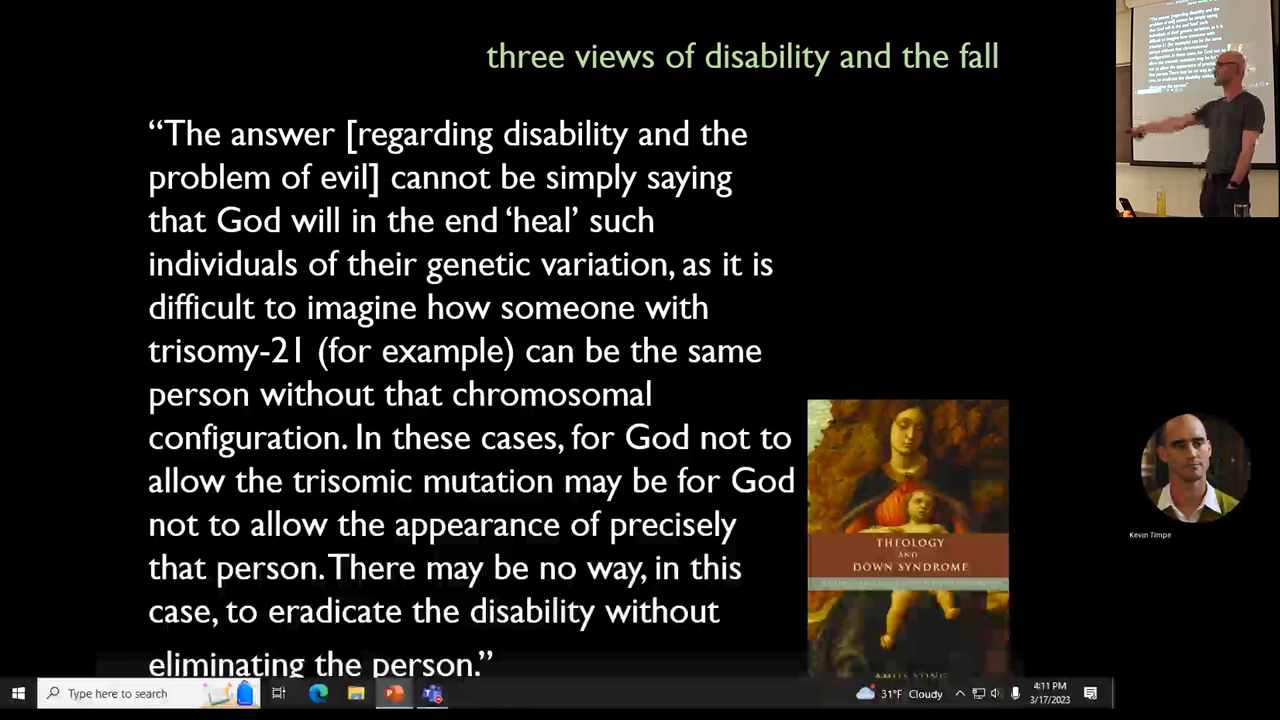 three views of disability and the fall
“The answer [regarding disability and the
problem of evil] cannot be simply saying
that God will in the end ‘heal’ such
individuals of their genetic variation, as it is
difficult to imagine how someone with
trisomy-21 (for example) can be the same
person without that chromosomal
configuration. In these cases, for God not to
allow the trisomic mutation may be for God
not to allow the appearance of precisely
that person. There may be no way, in this
case, to eradicate the disability without
eliminating the person.”
THEOLOGY
AND
DOWN SYNDROME
AMOS YONG
Kevin Timpe
Type here to search
31°F Cloudy
4:11 PM
3/17/2023